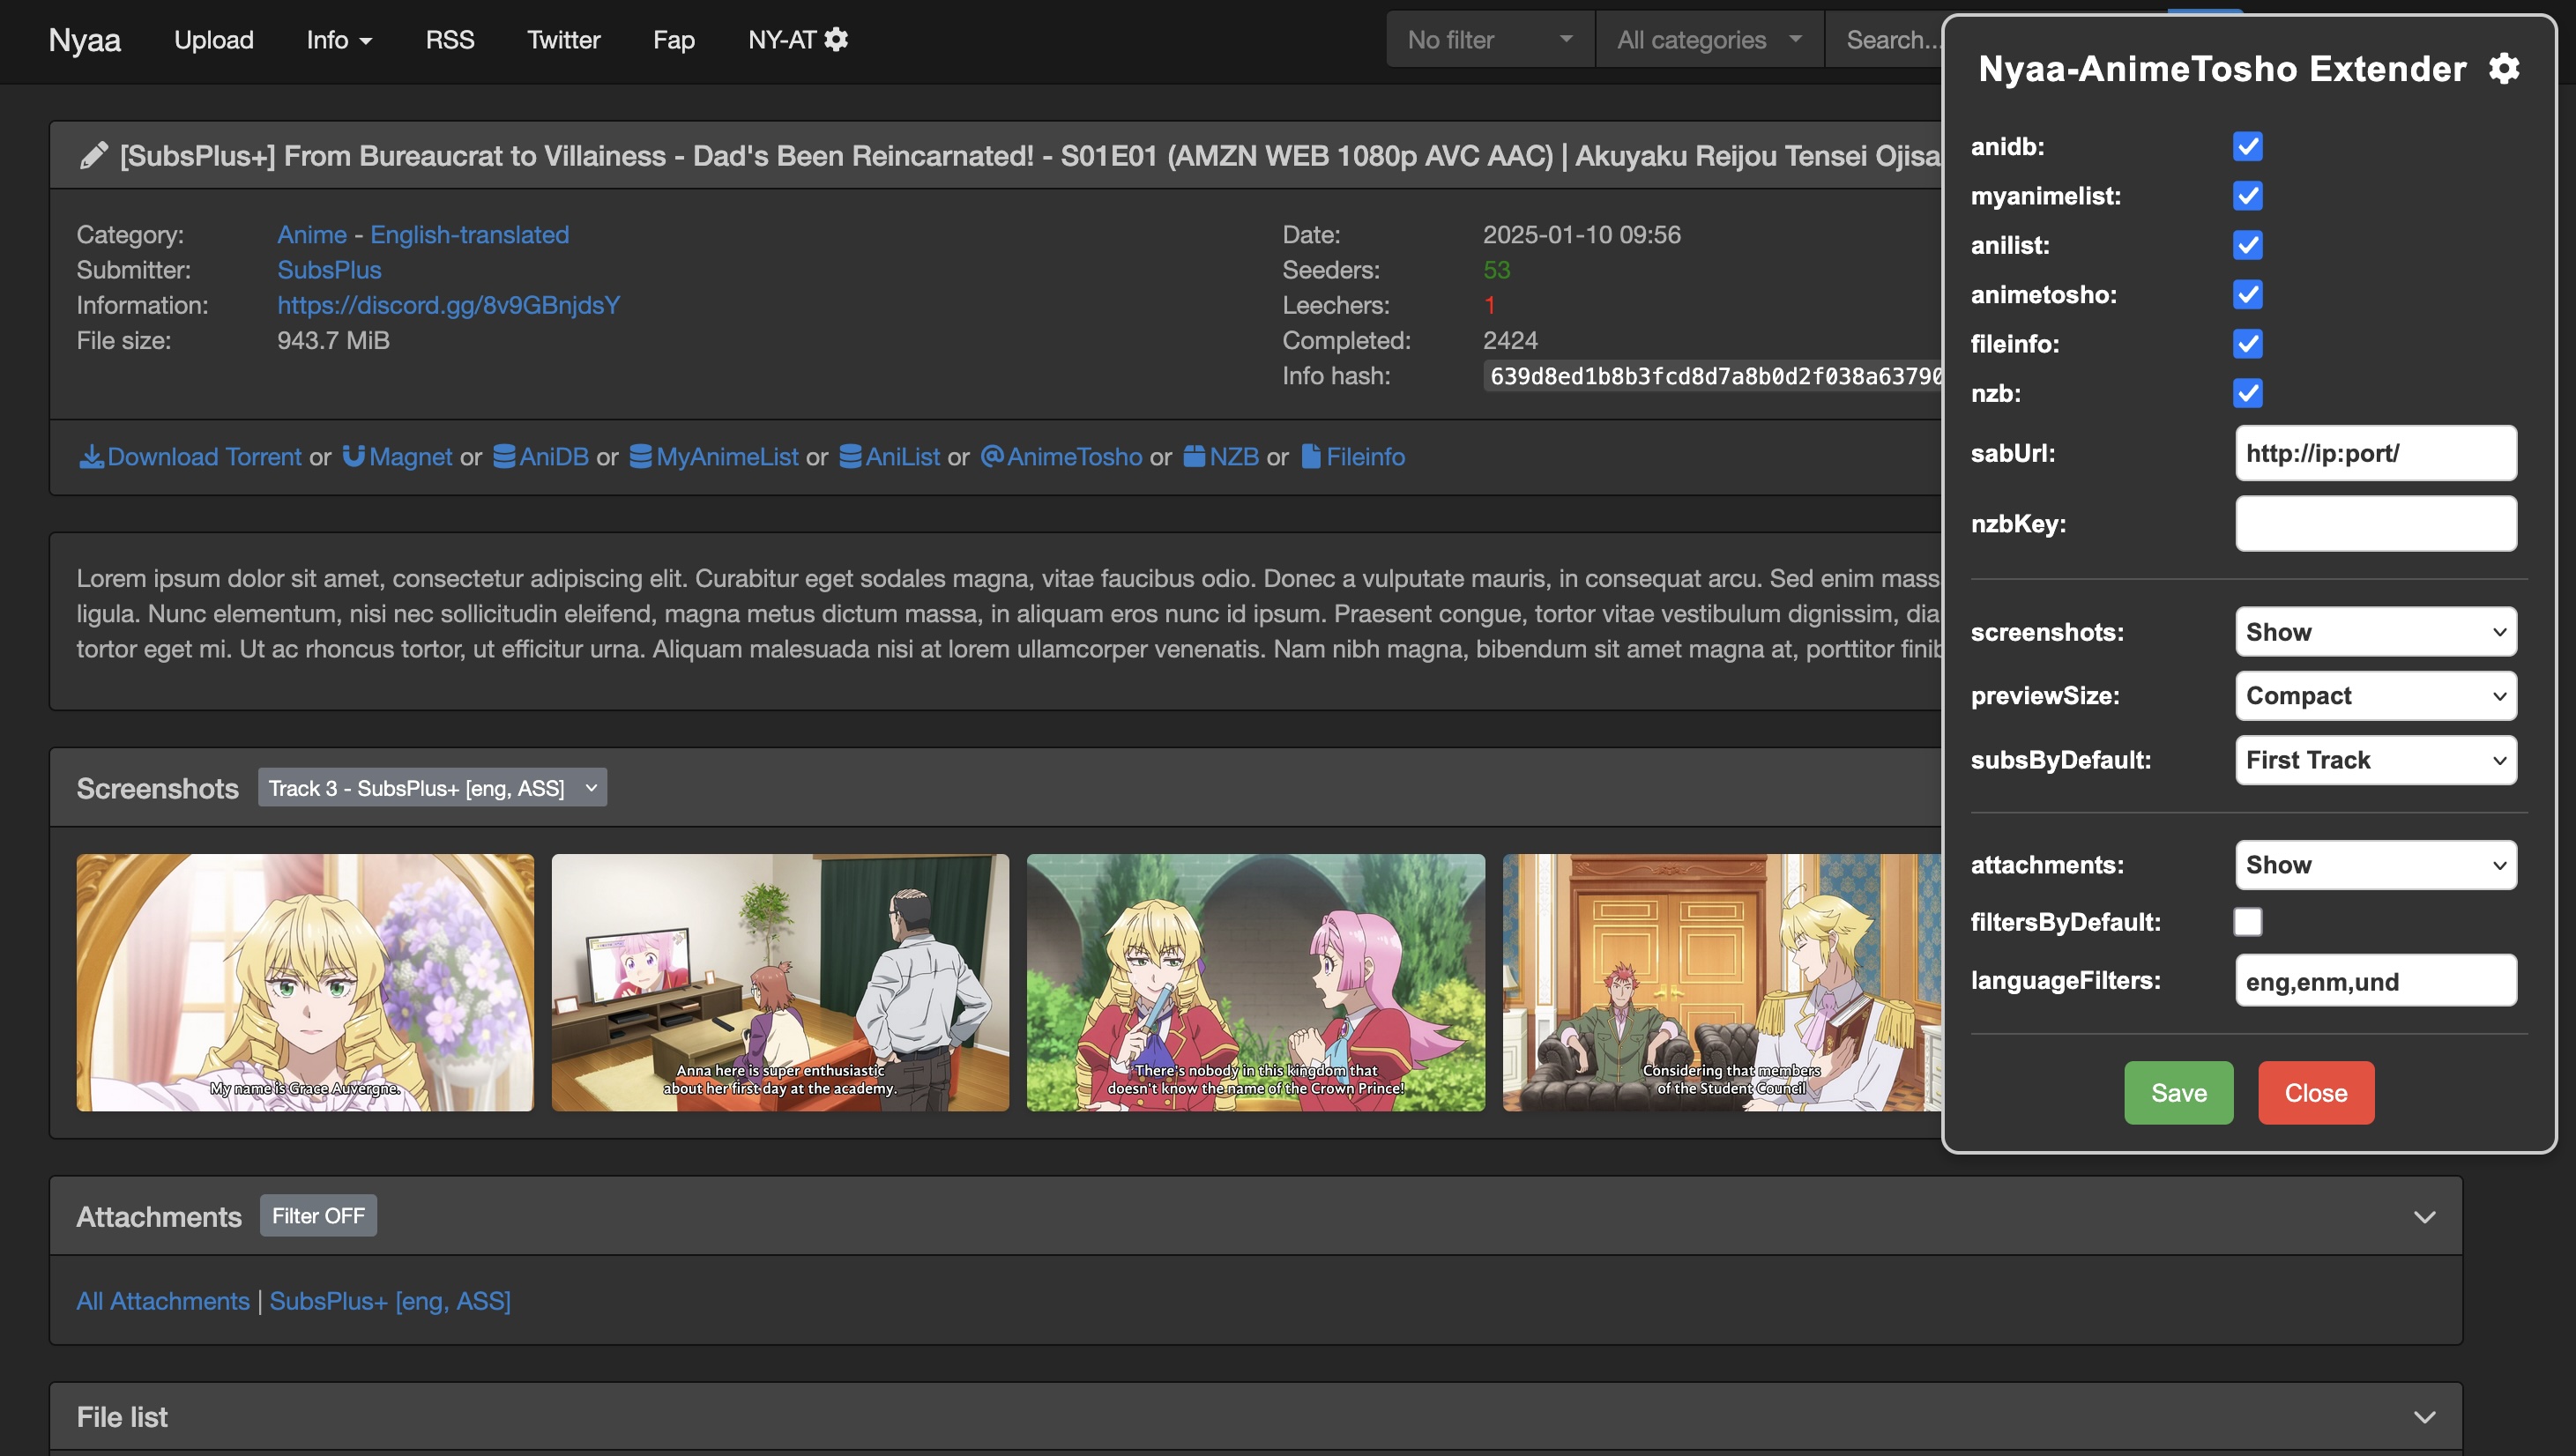 Nyaa Upload Info RSS Twitter Fap NY-AT No filter All categories Search...
[SubsPlus+] From Bureaucrat to Villainess - Dad's Been Reincarnated! - S01E01 (AMZN WEB 1080p AVC AAC) | Akuyaku Reijou Tensei Ojisa
Category: Anime - English-translated Date: 2025-01-10 09:56
Submitter: SubsPlus Seeders: 53
Information: https://discord.gg/8v9GBnjdsY Leechers: 1
File size: 943.7 MiB Completed: 2424
Info hash: 639d8ed1b8b3fcd8d7a8b0d2f038a63790
Download Torrent or Magnet or AniDB or MyAnimeList or AniList or @AnimeTosho or NZB or Fileinfo
Lorem ipsum dolor sit amet, consectetur adipiscing elit. Curabitur eget sodales magna, vitae faucibus odio. Donec a vulputate mauris, in consequat arcu. Sed enim mass
ligula. Nunc elementum, nisi nec sollicitudin eleifend, magna metus dictum massa, in aliquam eros nunc id ipsum. Praesent congue, tortor vitae vestibulum dignissim, dia
tortor eget mi. Ut ac rhoncus tortor, ut efficitur urna. Aliquam malesuada nisi at lorem ullamcorper venenatis. Nam nibh magna, bibendum sit amet magna at, porttitor finib
Screenshots Track 3 - SubsPlus+ [eng, ASS]
My name is Grace Auvergne.
Anna here is super enthusiastic
about her first day at the academy.
There's nobody in this kingdom that
doesn't know the name of the Crown Prince!
Considering that members
of the Student Council
Attachments Filter OFF
All Attachments | SubsPlus+ [eng, ASS]
File list
Nyaa-AnimeTosho Extender
anidb:
myanimelist:
anilist:
animetosho:
fileinfo:
nzb:
sabUrl: http://ip:port/
nzbKey:
screenshots: Show
previewSize: Compact
subsByDefault: First Track
attachments: Show
filtersByDefault:
languageFilters: eng,enm,und
Save Close